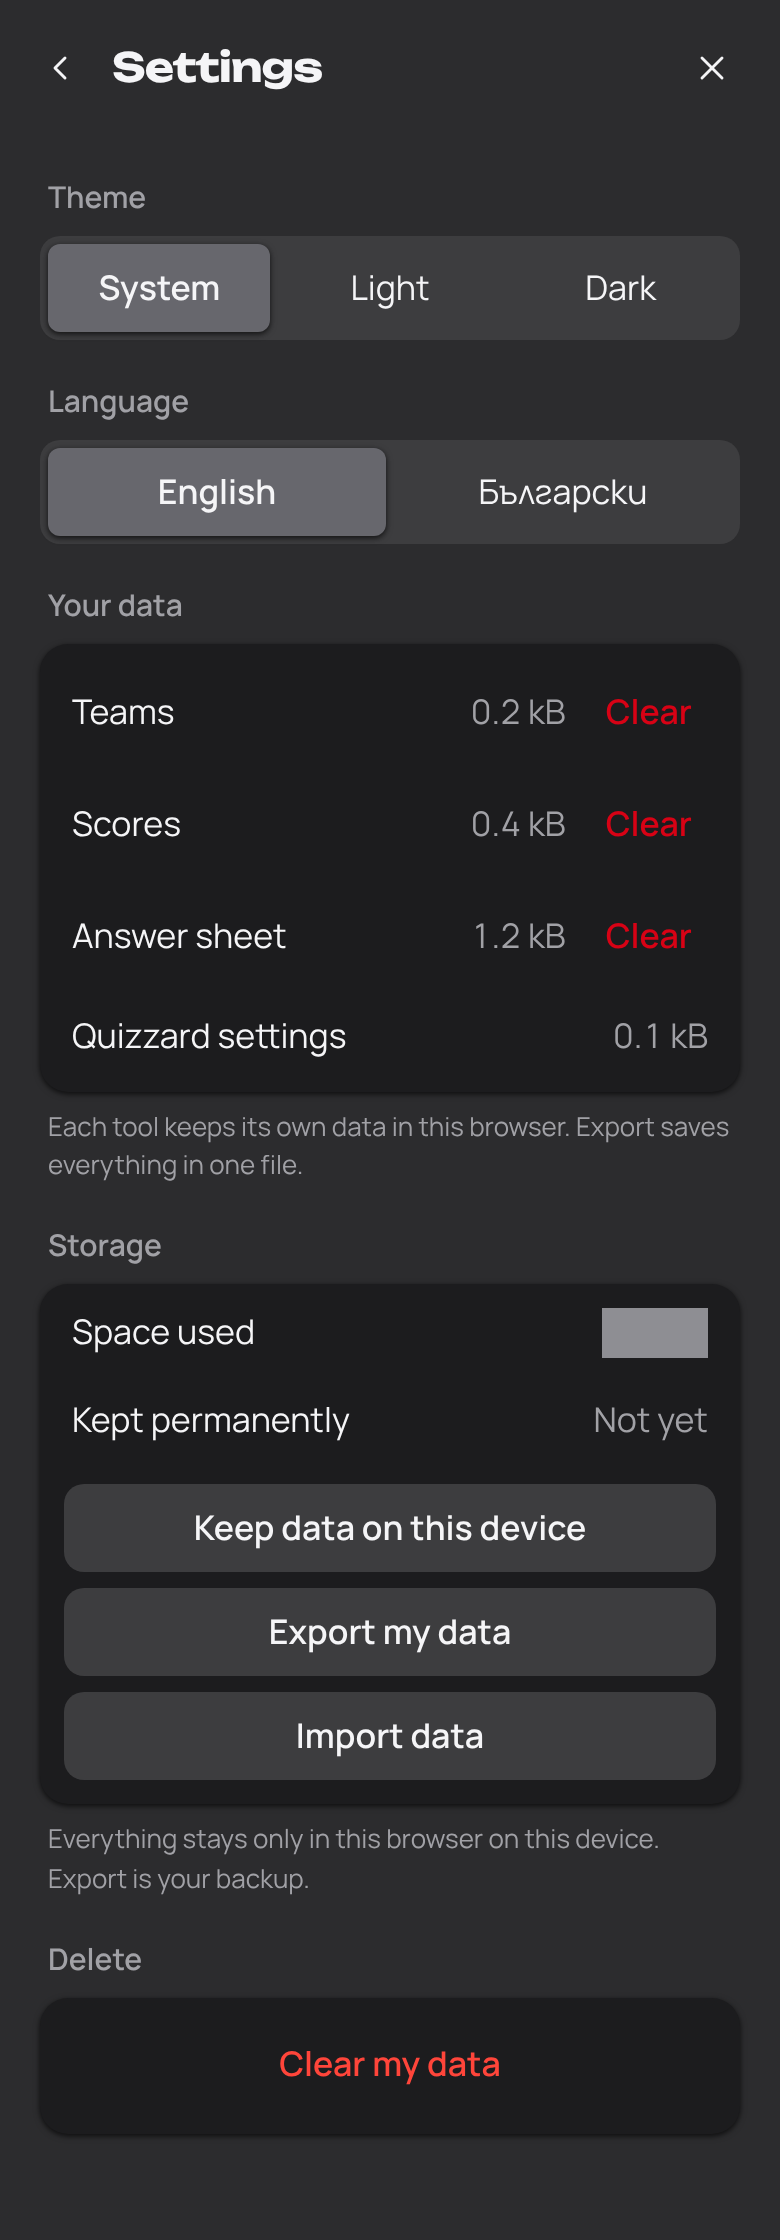 Settings
Theme
System
Light
Dark
Language
English
Български
Your data
Teams
0.2 kB
Clear
Scores
0.4 kB
Clear
Answer sheet
1.2 kB
Clear
Quizzard settings
0.1 kB
Each tool keeps its own data in this browser. Export saves
everything in one file.
Storage
Space used
Kept permanently
Not yet
Keep data on this device
Export my data
Import data
Everything stays only in this browser on this device.
Export is your backup.
Delete
Clear my data